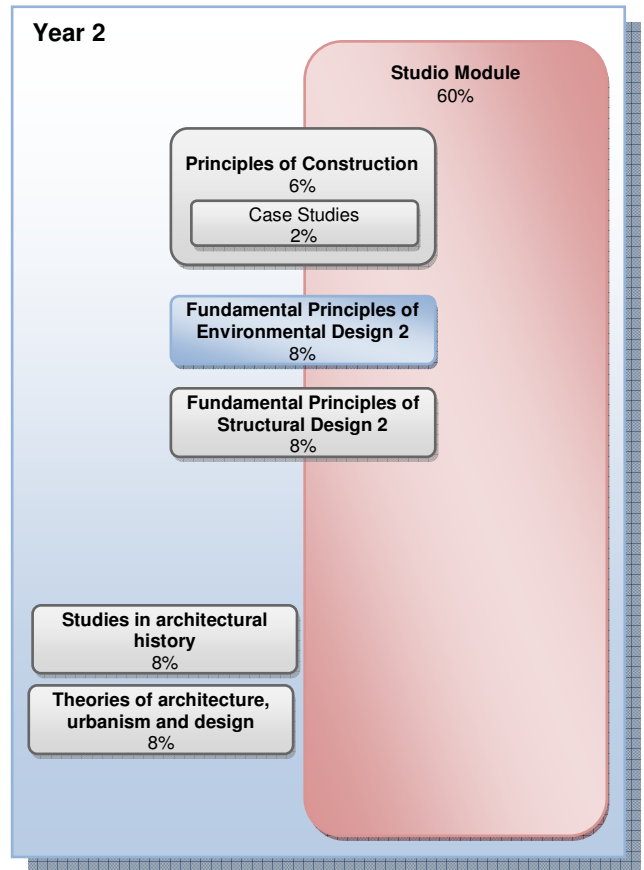 Year 2
Studio Module
60%
Principles of Construction
6%
Case Studies
2%
Fundamental Principles of
Environmental Design 2
8%
Fundamental Principles of
Structural Design 2
8%
Studies in architectural
history
8%
Theories of architecture,
urbanism and design
8%